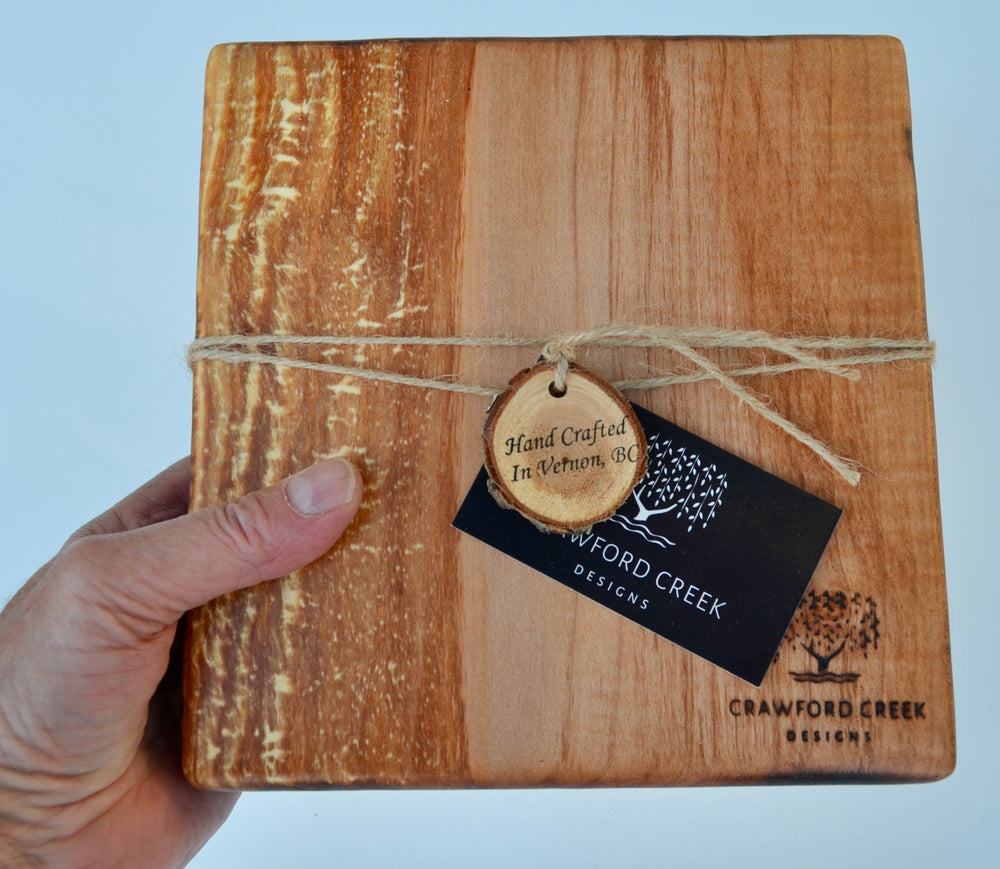 Hand Crafted
In Vernon, BC
WFORD CREEK
DESIGNS
CRAWFORD CREEK
DESIGNS